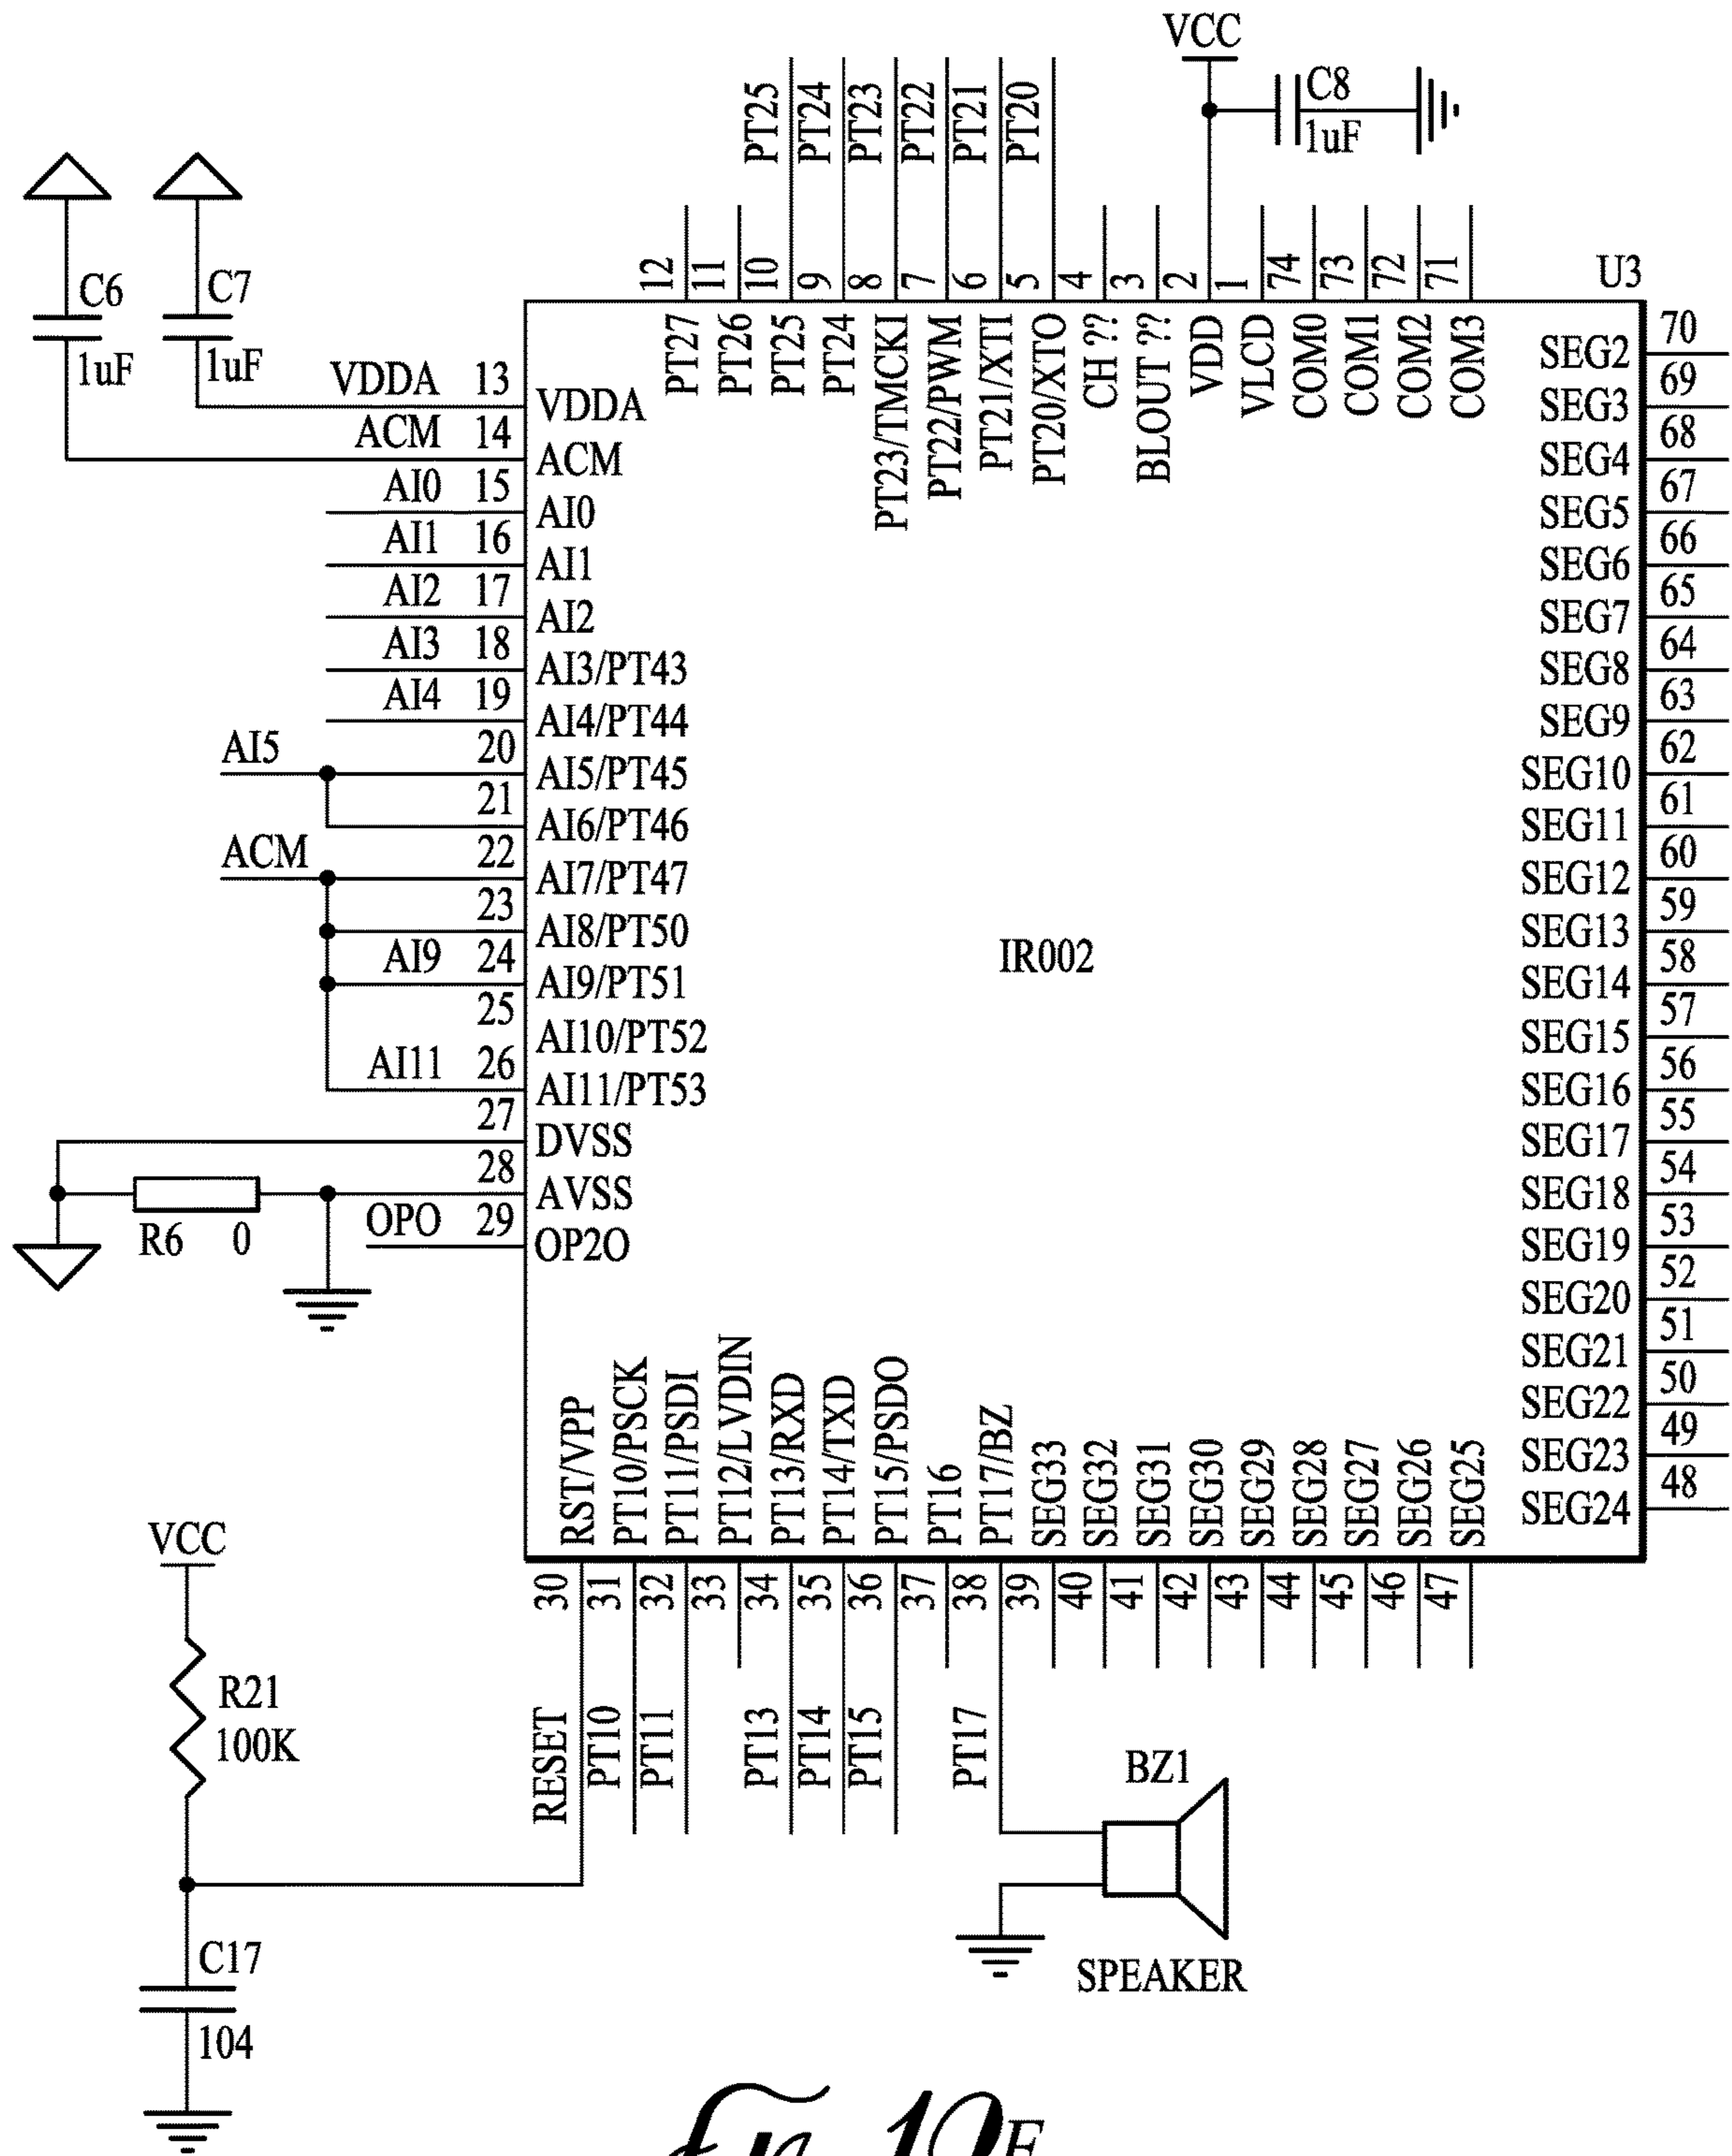 VCC
C8
1uF
PT25
PT24
PT23
PT22
PT21
PT20
C6
1uF
C7
1uF
U3
12
11
10
9
8
7
6
5
4
3
2
1
74
73
72
71
PT27
PT26
PT25
PT24
PT23/TMCKI
PT22/PWM
PT21/XTI
PT20/XTO
CH ??
BLOUT ??
VDD
VLCD
COM0
COM1
COM2
COM3
VDDA 13 VDDA
ACM 14 ACM
AI0 15 AI0
AI1 16 AI1
AI2 17 AI2
AI3 18 AI3/PT43
AI4 19 AI4/PT44
AI5 20 AI5/PT45
21 AI6/PT46
ACM 22 AI7/PT47
23 AI8/PT50
AI9 24 AI9/PT51
25 AI10/PT52
AI11 26 AI11/PT53
27 DVSS
28 AVSS
R6 0
OPO 29 OP2O
IR002
SEG2 70
SEG3 69
SEG4 68
SEG5 67
SEG6 66
SEG7 65
SEG8 64
SEG9 63
SEG10 62
SEG11 61
SEG12 60
SEG13 59
SEG14 58
SEG15 57
SEG16 56
SEG17 55
SEG18 54
SEG19 53
SEG20 52
SEG21 51
SEG22 50
SEG23 49
SEG24 48
RST/VPP
PT10/PSCK
PT11/PSDI
PT12/LVDIN
PT13/RXD
PT14/TXD
PT15/PSDO
PT16
PT17/BZ
SEG33
SEG32
SEG31
SEG30
SEG29
SEG28
SEG27
SEG26
SEG25
30
31
32
33
34
35
36
37
38
39
40
41
42
43
44
45
46
47
RESET
PT10
PT11
PT13
PT14
PT15
PT17
VCC
R21
100K
C17
104
BZ1
SPEAKER